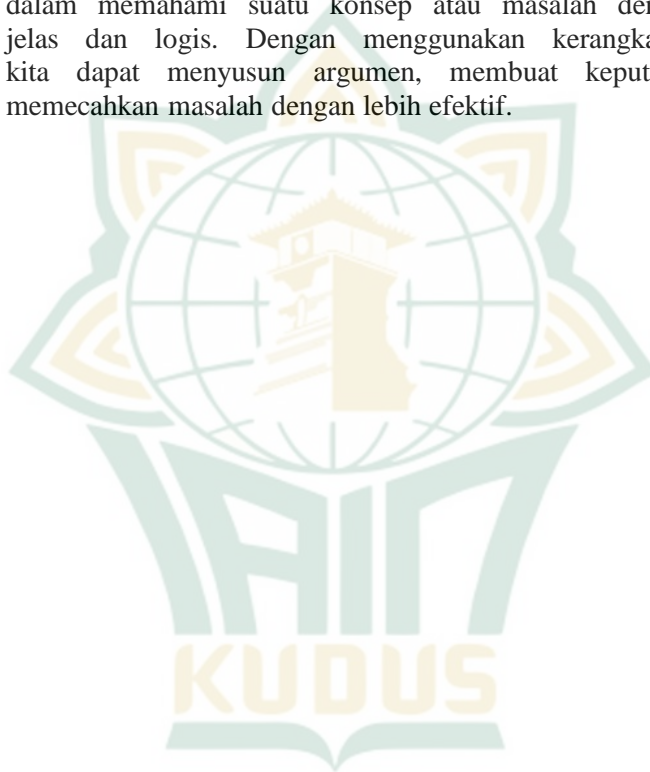 dalam memahami suatu konsep atau masalah
jelas dan logis. Dengan menggunakan
kita dapat menyusun argumen, membuat
memecahkan masalah dengan lebih efektif.
IAIN
KUDUS